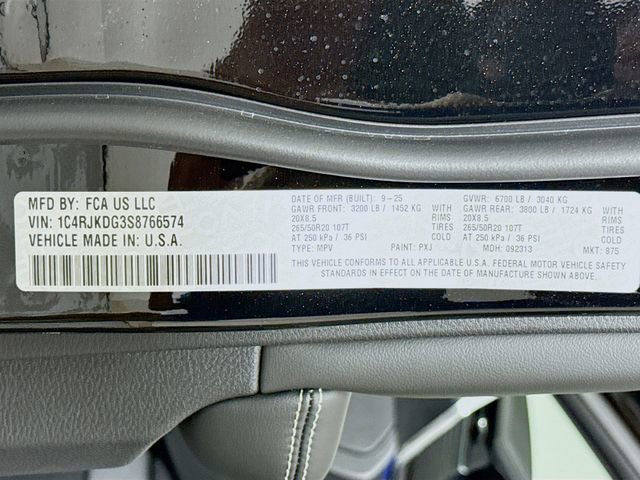 MFD BY: FCA US LLC
VIN: 1C4RJKDG3S8766574
VEHICLE MADE IN U.S.A.
DATE OF MFR (BUILT): 9-25 GVWR: 6700 LB / 3040 KG
GAWR FRONT: 3200 LB / 1452 KG WITH GAWR REAR: 3800 LB / 1724 KG WITH
20X8.5 RIMS 20X8.5 RIMS
265/50R20 107T TIRES 265/50R20 107T TIRES
AT 250 kPa / 36 PSI COLD AT 250 kPa / 36 PSI COLD
TYPE: MPV PAINT: PXJ MDH: 092313 MKT: 875
THIS VEHICLE CONFORMS TO ALL APPLICABLE U.S.A. FEDERAL MOTOR VEHICLE SAFETY
STANDARDS IN EFFECT ON THE DATE OF MANUFACTURE SHOWN ABOVE.